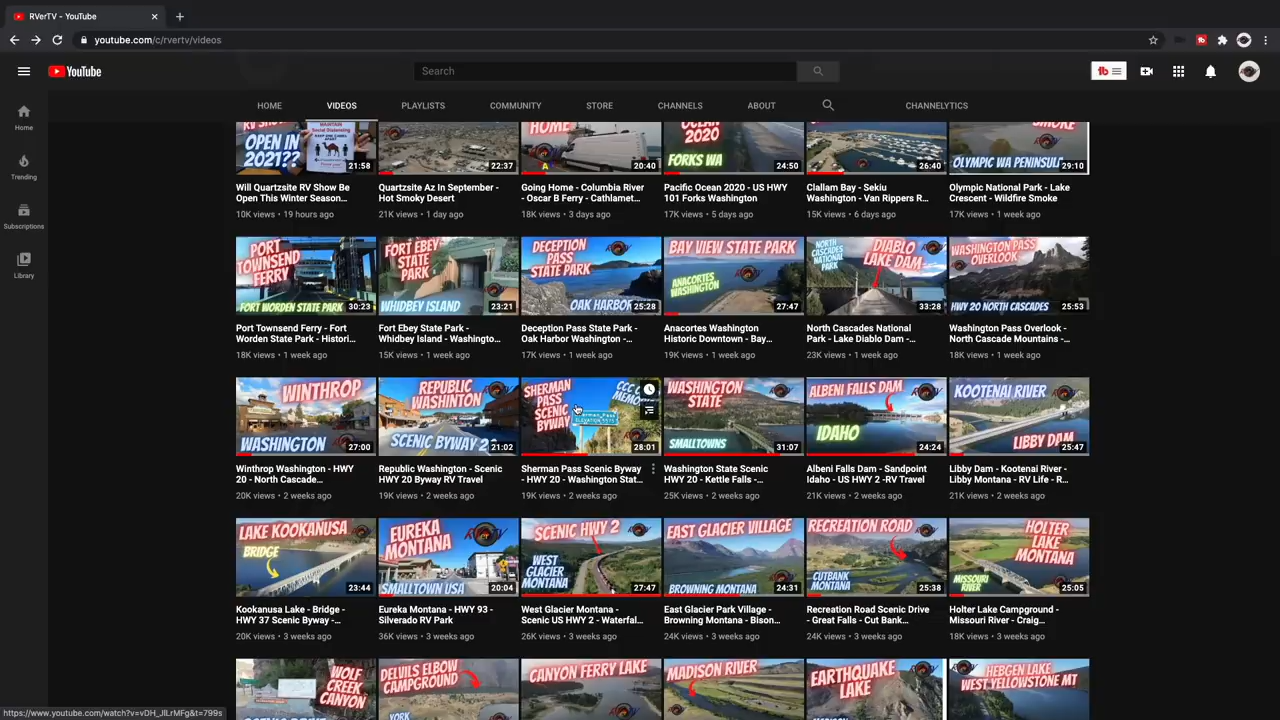 RVerTV - YouTube
youtube.com/c/rvertv/videos
YouTube
Search
Home
Trending
Subscriptions
Library
HOME
VIDEOS
PLAYLISTS
COMMUNITY
STORE
CHANNELS
ABOUT
CHANNELYTICS
OPEN IN
2021??
21:58
Will Quartzsite RV Show Be
Open This Winter Season...
10K views • 19 hours ago
22:37
Quartzsite Az In September -
Hot Smoky Desert
21K views • 1 day ago
HOME
20:40
Going Home - Columbia River
- Oscar B Ferry - Cathlamet...
18K views • 3 days ago
OCEAN
2020
FORKS WA
24:50
Pacific Ocean 2020 - US HWY
101 Forks Washington
17K views • 5 days ago
26:40
Clallam Bay - Sekiu
Washington - Van Rippers R...
15K views • 6 days ago
SMOKE
OLYMPIC WA PENINSULA
29:10
Olympic National Park - Lake
Crescent - Wildfire Smoke
19K views • 1 week ago
PORT
TOWNSEND
FERRY
FORT WORDEN STATE PARK
30:23
Port Townsend Ferry - Fort
Worden State Park - Histori...
18K views • 1 week ago
FORT EBEY
STATE
PARK
WHIDBEY ISLAND
23:21
Fort Ebey State Park -
Whidbey Island - Washingto...
15K views • 1 week ago
DECEPTION
PASS
STATE PARK
OAK HARBOR
25:28
Deception Pass State Park -
Oak Harbor Washington -...
17K views • 1 week ago
BAY VIEW STATE PARK
ANACORTES
WASHINGTON
27:47
Anacortes Washington
Historic Downtown - Bay...
19K views • 1 week ago
NORTH
CASCADES
NATIONAL
PARK
DIABLO
LAKE DAM
33:28
North Cascades National
Park - Lake Diablo Dam -...
23K views • 1 week ago
WASHINGTON PASS
OVERLOOK
HWY 20 NORTH CASCADES
25:53
Washington Pass Overlook -
North Cascade Mountains -...
18K views • 1 week ago
WINTHROP
WASHINGTON
27:00
Winthrop Washington - HWY
20 - North Cascade...
20K views • 2 weeks ago
REPUBLIC
WASHINTON
SCENIC BYWAY 2
21:02
Republic Washington - Scenic
HWY 20 Byway RV Travel
19K views • 2 weeks ago
SHERMAN
PASS
SCENIC
BYWAY
CCC
Sherman Pass
ELEVATION 5575
28:01
Sherman Pass Scenic Byway
- HWY 20 - Washington Stat...
19K views • 2 weeks ago
WASHINGTON
STATE
SMALLTOWNS
31:07
Washington State Scenic
HWY 20 - Kettle Falls -...
25K views • 2 weeks ago
ALBENI FALLS DAM
IDAHO
24:24
Albeni Falls Dam - Sandpoint
Idaho - US HWY 2 -RV Travel
21K views • 2 weeks ago
KOOTENAI RIVER
LIBBY DAM
25:47
Libby Dam - Kootenai River -
Libby Montana - RV Life - R...
21K views • 2 weeks ago
LAKE KOOKANUSA
BRIDGE
23:44
Kookanusa Lake - Bridge -
HWY 37 Scenic Byway -...
20K views • 3 weeks ago
EUREKA
MONTANA
SMALLTOWN USA
20:04
Eureka Montana - HWY 93 -
Silverado RV Park
36K views • 3 weeks ago
SCENIC HWY 2
WEST
GLACIER
MONTANA
27:47
West Glacier Montana -
Scenic US HWY 2 - Waterfal...
26K views • 3 weeks ago
EAST GLACIER VILLAGE
BROWNING MONTANA
24:31
East Glacier Park Village -
Browning Montana - Bison...
24K views • 3 weeks ago
RECREATION ROAD
CUTBANK
MONTANA
25:38
Recreation Road Scenic Drive
- Great Falls - Cut Bank...
24K views • 3 weeks ago
HOLTER
LAKE
MONTANA
MISSOURI
RIVER
25:05
Holter Lake Campground -
Missouri River - Craig...
18K views • 3 weeks ago
WOLF
CREEK
CANYON
DEVILS ELBOW
CAMPGROUND
YORK
CANYON FERRY LAKE
MADISON RIVER
EARTHQUAKE
LAKE
HEBGEN LAKE
WEST YELLOWSTONE MT
https://www.youtube.com/watch?v=vDH_JlLrMFg&t=799s